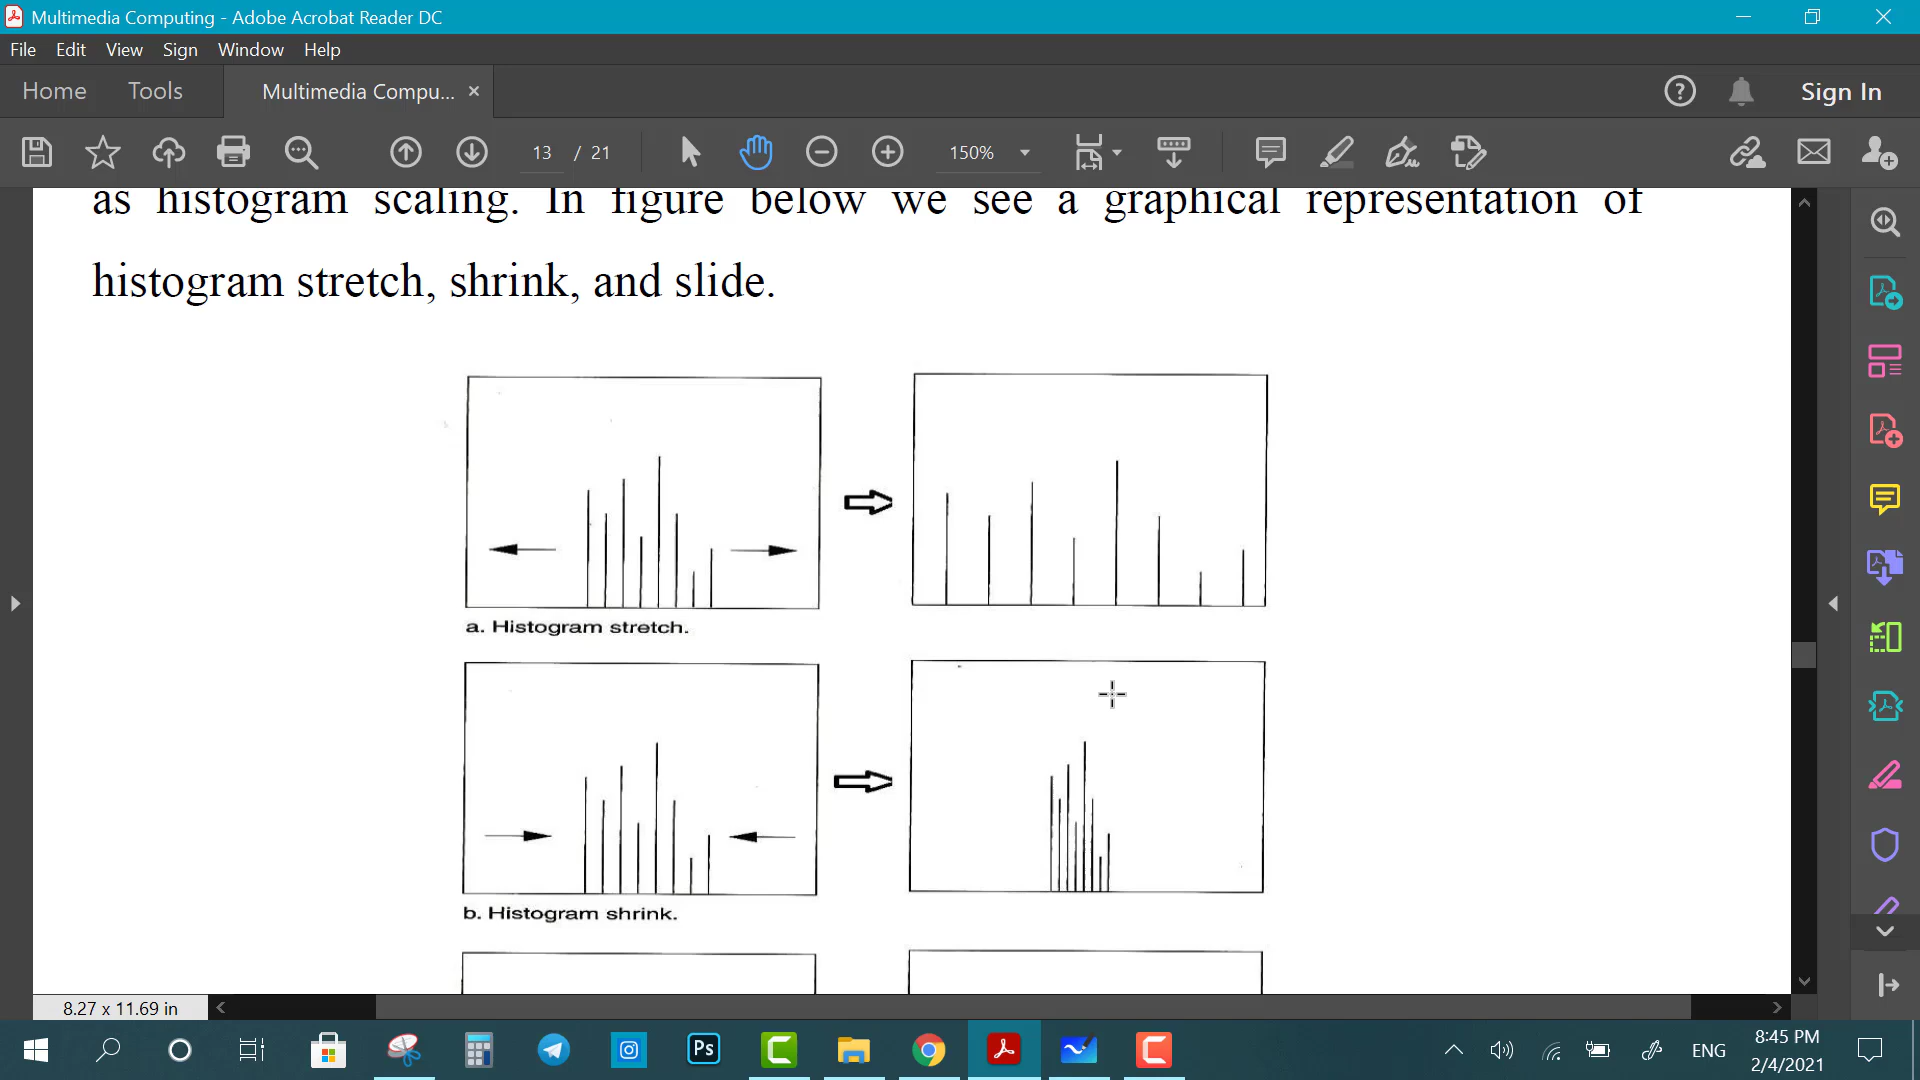 Multimedia Computing - Adobe Acrobat Reader DC
File Edit View Sign Window Help
Home Tools Multimedia Compu... × Sign In
13 / 21 150%
as histogram scaling. In figure below we see a graphical representation of
histogram stretch, shrink, and slide.
a. Histogram stretch.
b. Histogram shrink.
8.27 x 11.69 in
Ps
ENG
8:45 PM
2/4/2021